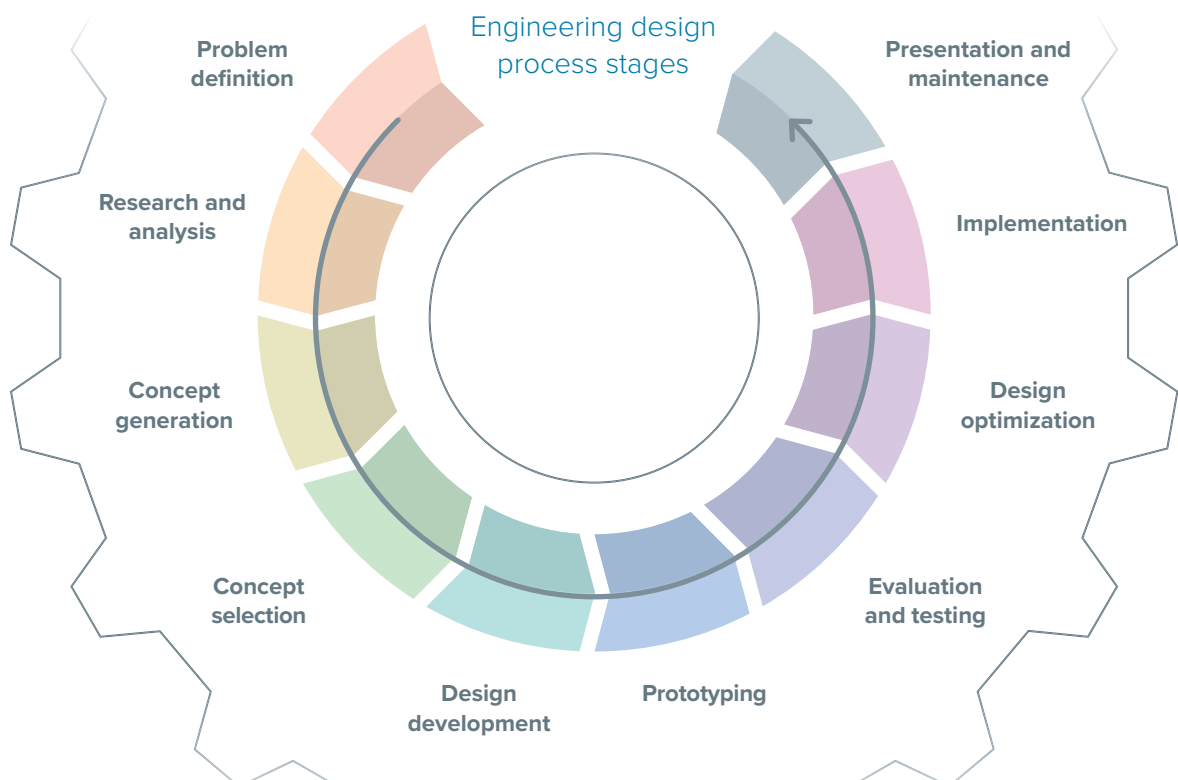 Engineering design
process stages
Problem
definition
Research and
analysis
Concept
generation
Concept
selection
Design
development
Prototyping
Evaluation
and testing
Design
optimization
Implementation
Presentation and
maintenance